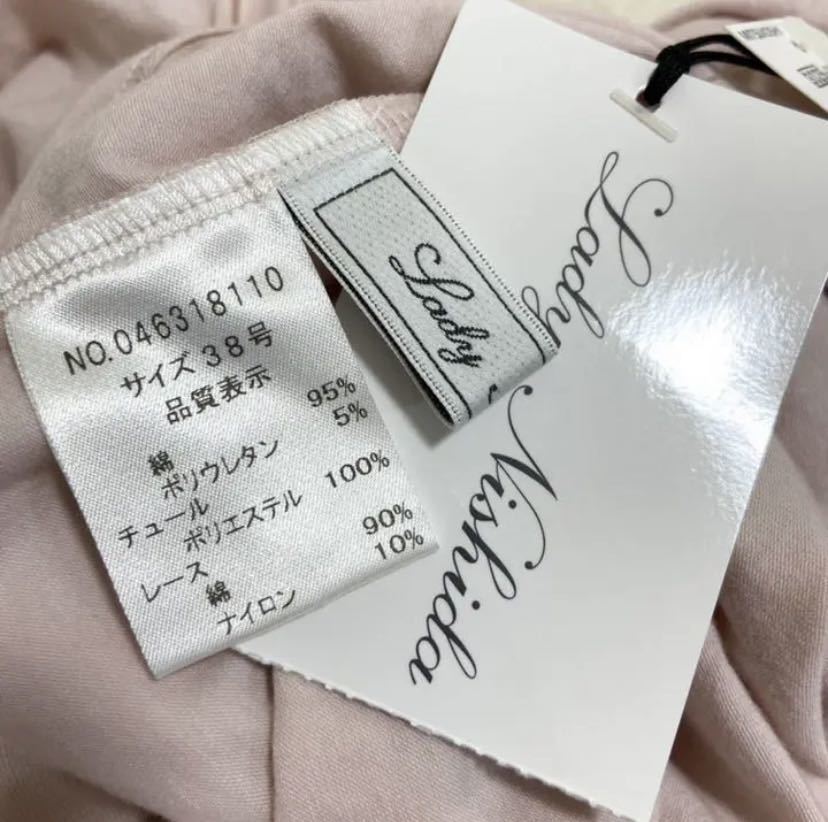 NO.046318110
サイズ38号
品質表示
綿 95%
ポリウレタン 5%
チュール
ポリエステル 100%
レース
綿 90%
ナイロン 10%
Lady
Lady Nishida